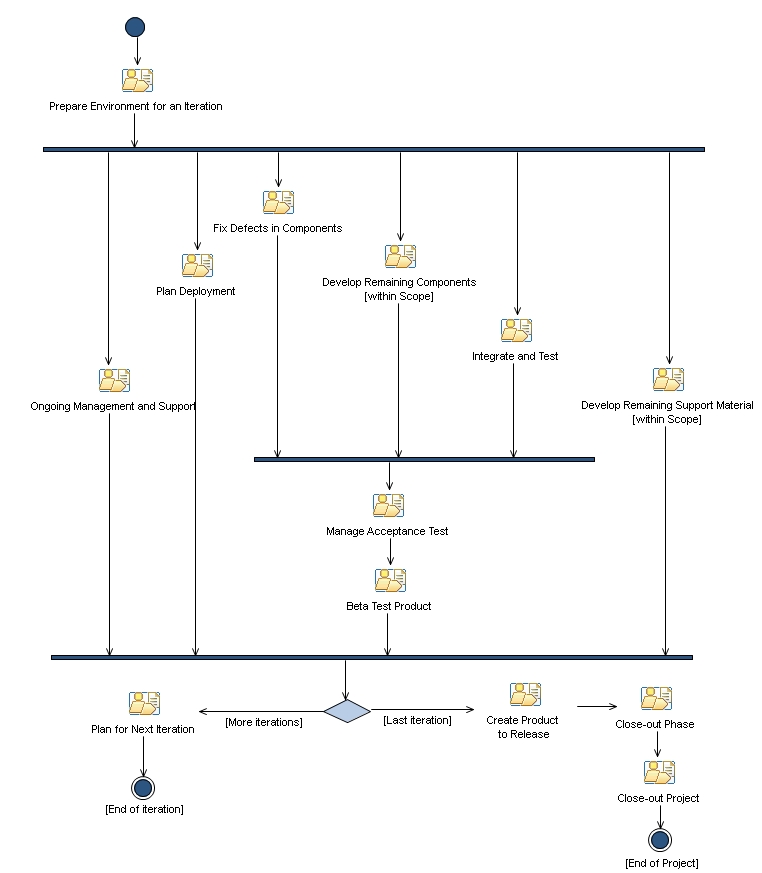 Prepare Environment for an Iteration
Fix Defects in Components
Plan Deployment
Develop Remaining Components
[within Scope]
Integrate and Test
Ongoing Management and Support
Develop Remaining Support Material
[within Scope]
Manage Acceptance Test
Beta Test Product
Plan for Next Iteration
[More iterations]
[Last iteration]
Create Product
to Release
Close-out Phase
[End of iteration]
Close-out Project
[End of Project]